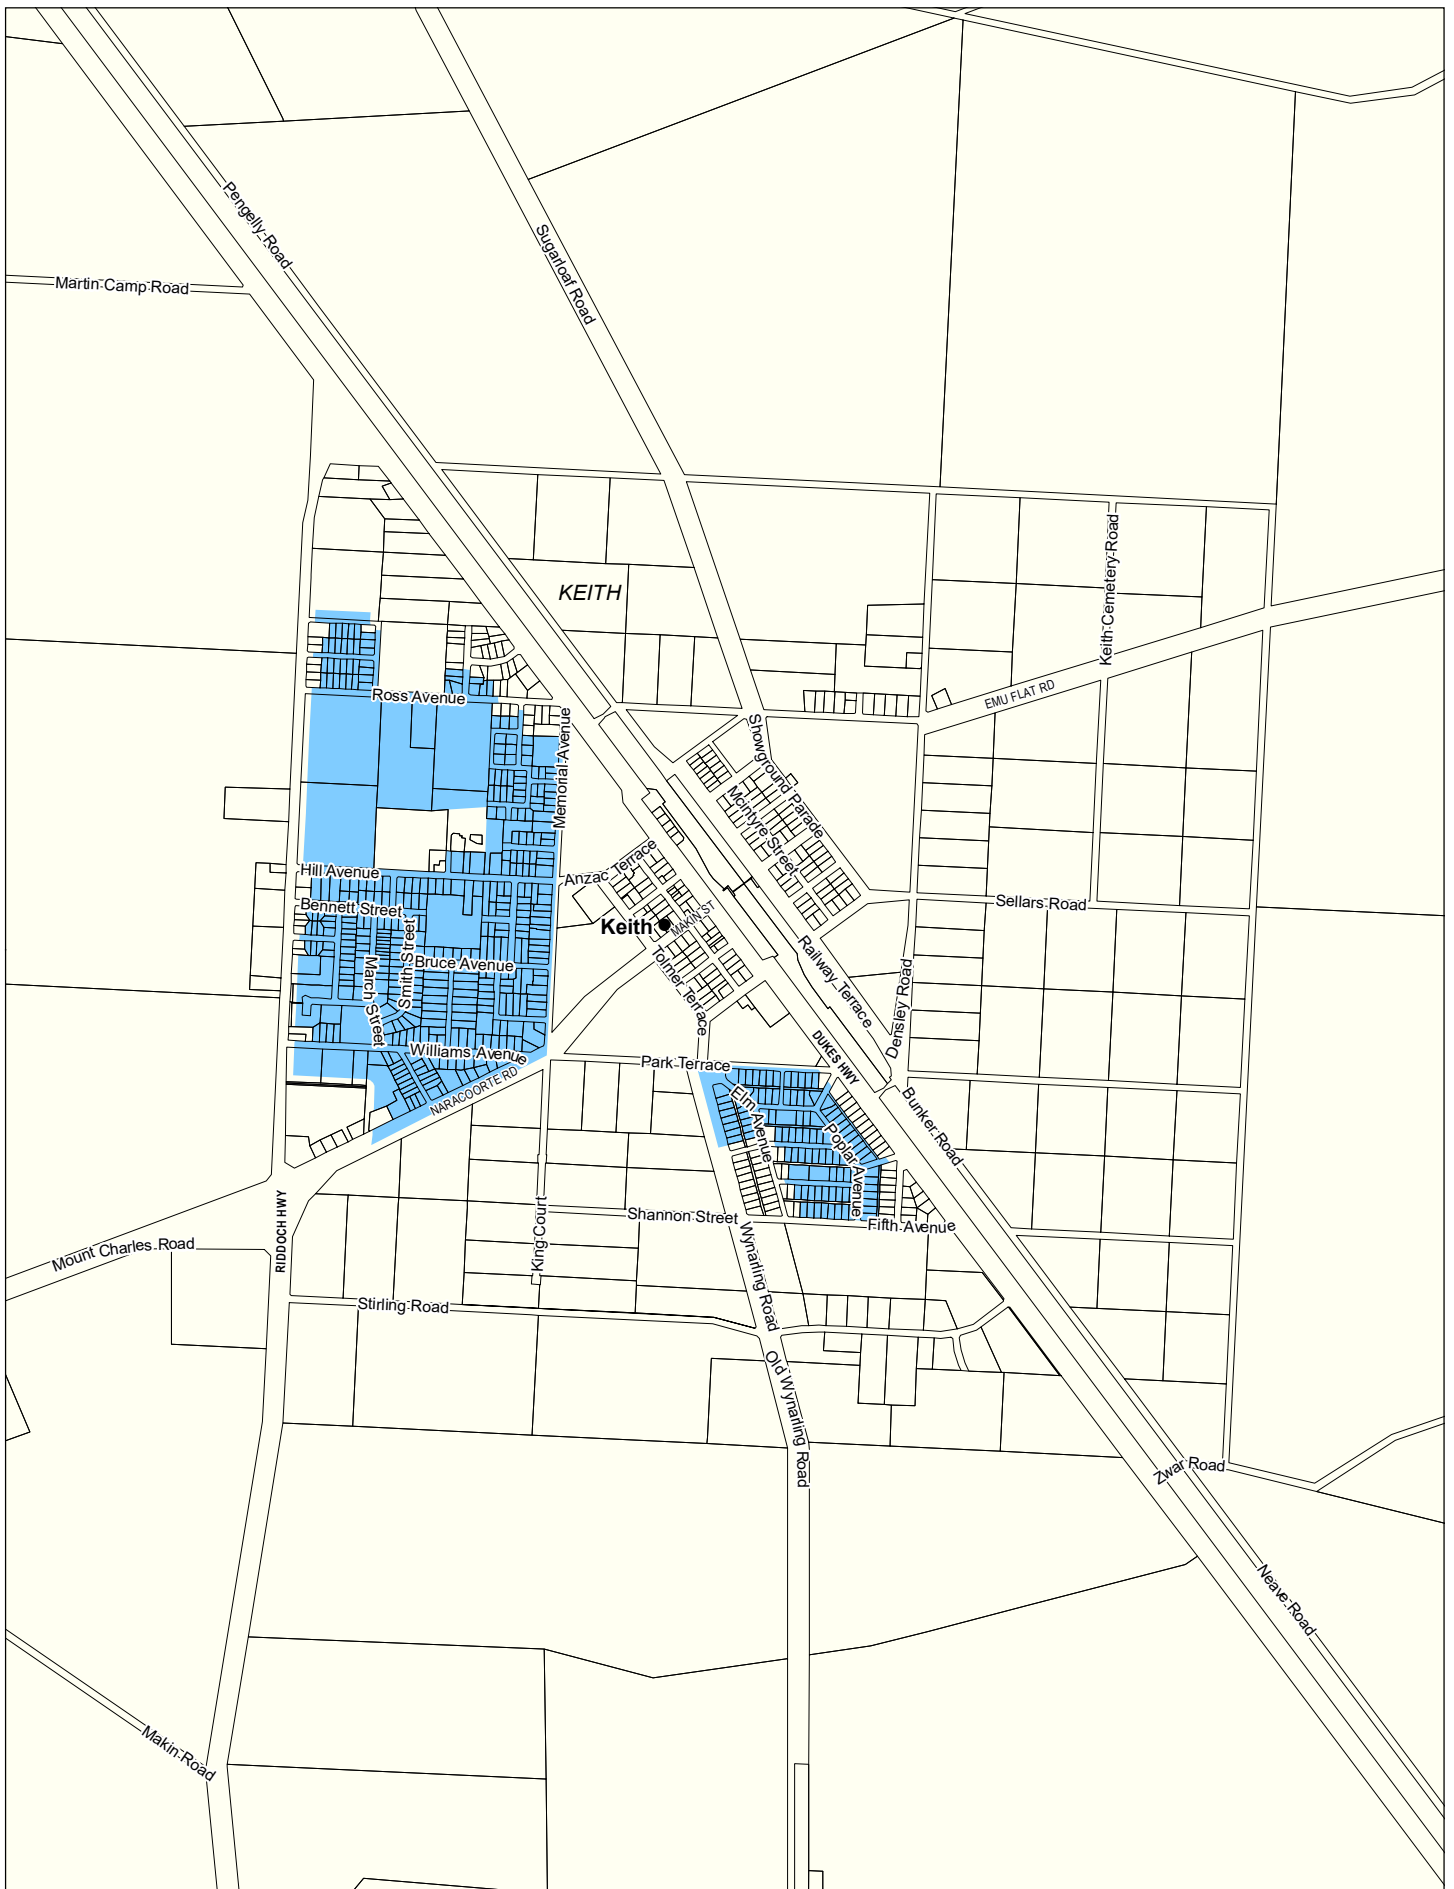 Pengelly Road
Sugarloaf Road
Martin Camp Road
KEITH
Keith Cemetery Road
EMU FLAT RD
Ross Avenue
Memorial Avenue
Showground Parade
McIntyre Street
Hill Avenue
Anzac Terrace
Bennett Street
Sellars Road
Keith
MAKIN ST
Smith Street
Bruce Avenue
March Street
Tolmer Terrace
Railway Terrace
Densley Road
Williams Avenue
Park Terrace
DUKES HWY
NARACOORTE RD
Elm Avenue
Poplar Avenue
Bunker Road
RIDDOCH HWY
King Court
Shannon Street
Fifth Avenue
Mount Charles Road
Wynarling Road
Stirling Road
Old Wynarling Road
Zwar Road
Neave Road
Makin Road